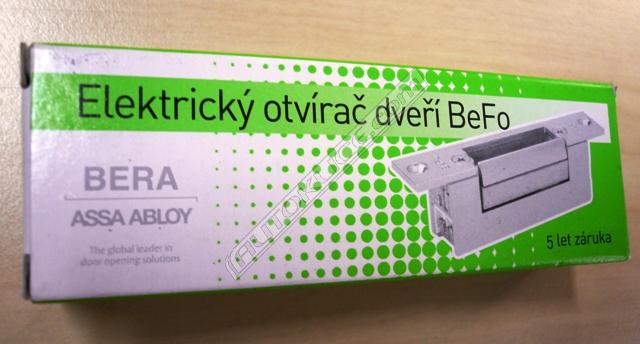 Elektrický otvírač dveří BeFo
BERA
ASSA ABLOY
The global leader in
door opening solutions
5 let záruka